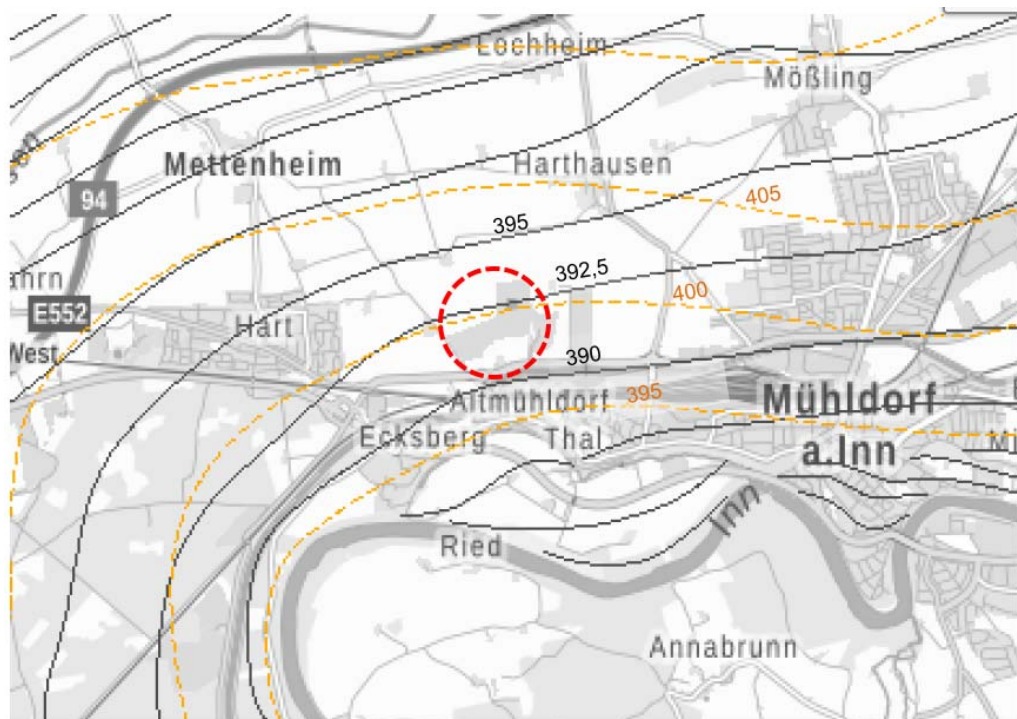 Lochheim
Mößling
Mettenheim
Harthausen
94
405
395
392,5
400
E552
Hart
West
390
Altmühldorf
395
Mühldorf
a.Inn
Ecksberg
Thal
Inn
Ried
Annabrunn